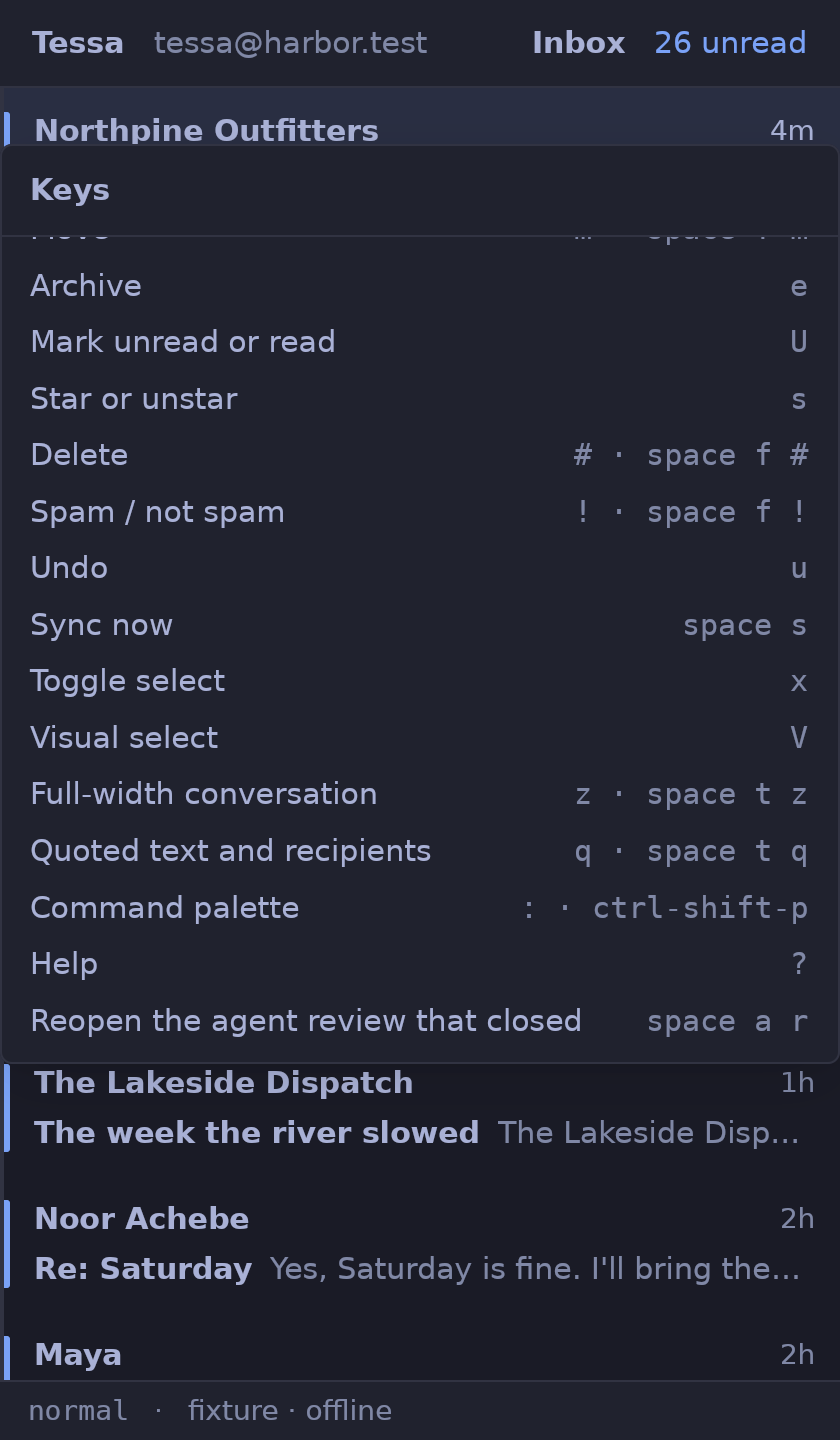 Tessa tessa@harbor.test Inbox 26 unread
Northpine Outfitters 4m
Keys
Archive e
Mark unread or read U
Star or unstar s
Delete # · space f #
Spam / not spam ! · space f !
Undo u
Sync now space s
Toggle select x
Visual select V
Full-width conversation z · space t z
Quoted text and recipients q · space t q
Command palette : · ctrl-shift-p
Help ?
Reopen the agent review that closed space a r
The Lakeside Dispatch 1h
The week the river slowed The Lakeside Disp…
Noor Achebe 2h
Re: Saturday Yes, Saturday is fine. I'll bring the…
Maya 2h
normal · fixture · offline